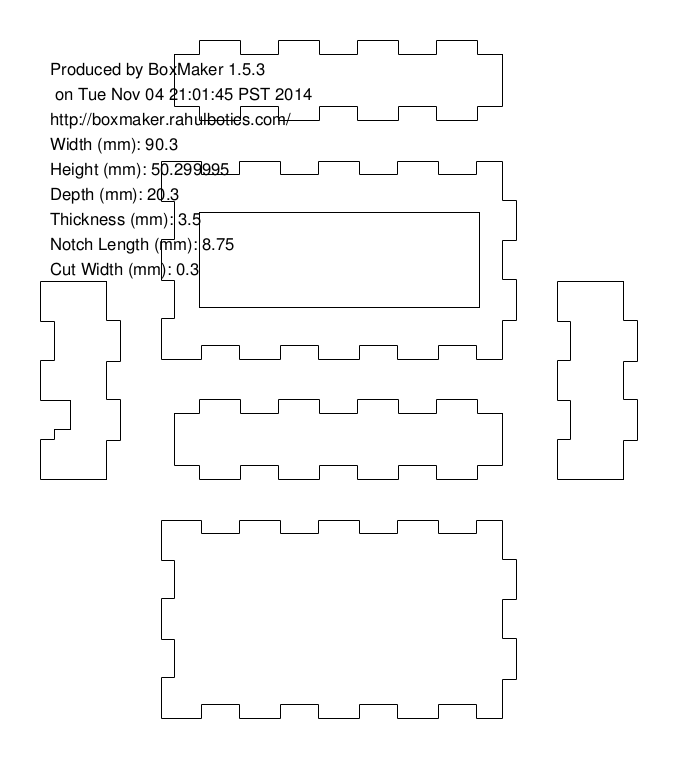 Produced by BoxMaker 1.5.3
on Tue Nov 04 21:01:45 PST 2014
http://boxmaker.rahulbotics.com/
Width (mm): 90.3
Height (mm): 50.299995
Depth (mm): 20.3
Thickness (mm): 3.5
Notch Length (mm): 8.75
Cut Width (mm): 0.3